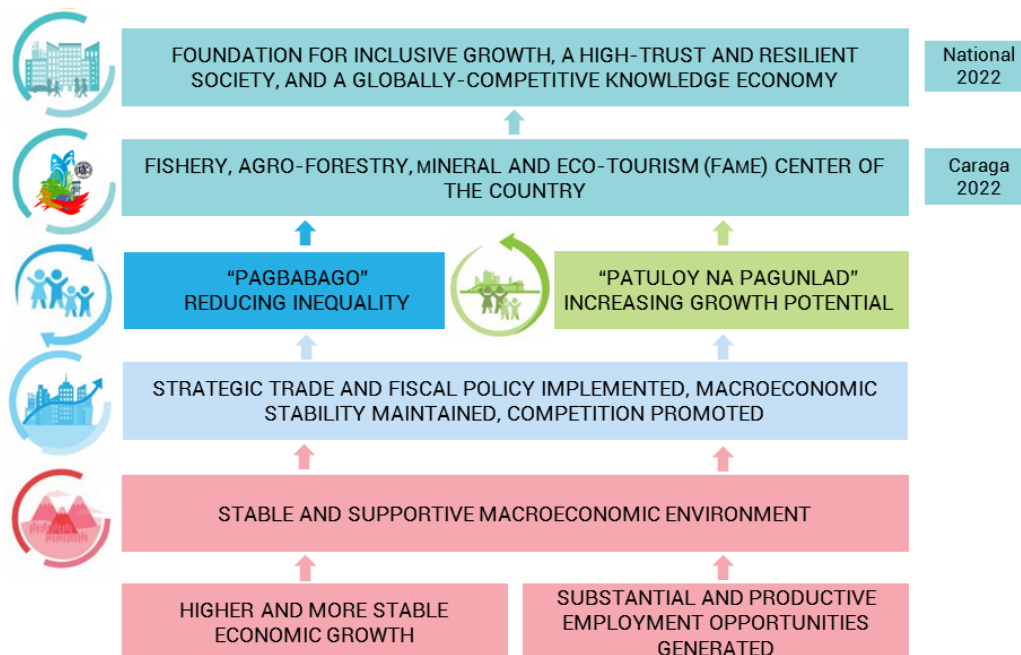 FOUNDATION FOR INCLUSIVE GROWTH, A HIGH-TRUST AND RESILIENT
SOCIETY, AND A GLOBALLY-COMPETITIVE KNOWLEDGE ECONOMY
National
2022
FISHERY, AGRO-FORESTRY, MINERAL AND ECO-TOURISM (FAME) CENTER OF
THE COUNTRY
Caraga
2022
“PAGBABAGO”
REDUCING INEQUALITY
“PATULOY NA PAGUNLAD”
INCREASING GROWTH POTENTIAL
STRATEGIC TRADE AND FISCAL POLICY IMPLEMENTED, MACROECONOMIC
STABILITY MAINTAINED, COMPETITION PROMOTED
STABLE AND SUPPORTIVE MACROECONOMIC ENVIRONMENT
HIGHER AND MORE STABLE
ECONOMIC GROWTH
SUBSTANTIAL AND PRODUCTIVE
EMPLOYMENT OPPORTUNITIES
GENERATED